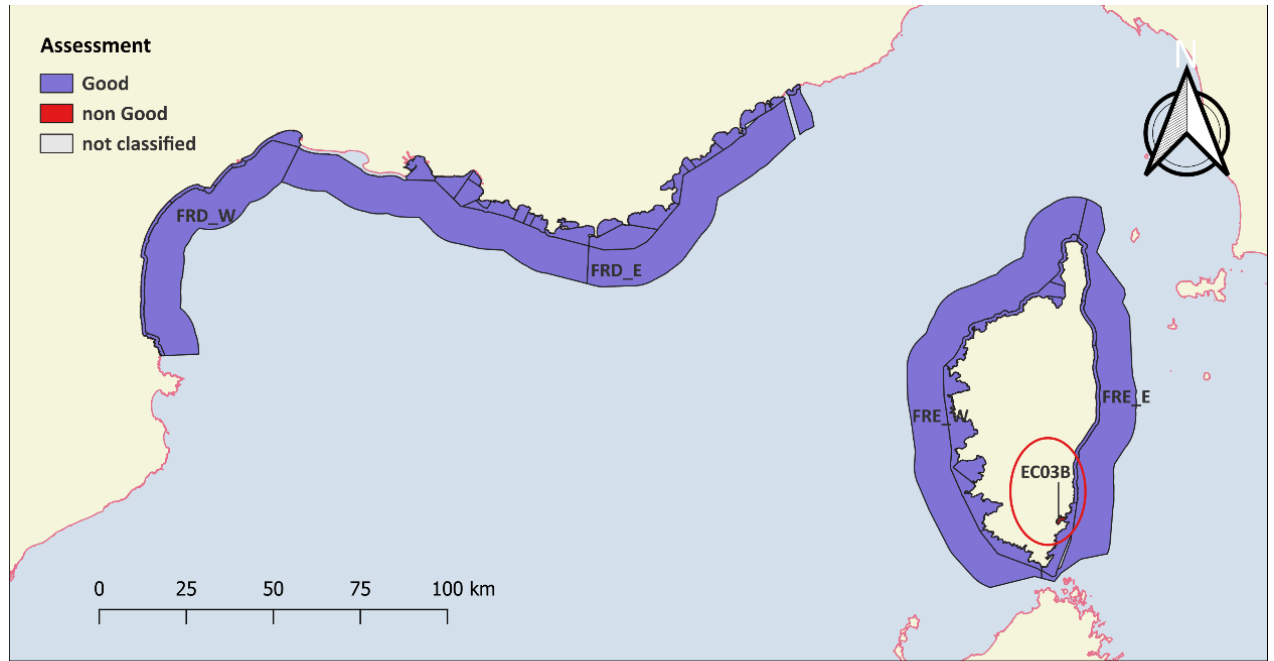 Assessment
Good
non Good
not classified
N
FRD_W
FRD_E
FRE_W
FRE_E
EC03B
0 25 50 75 100 km